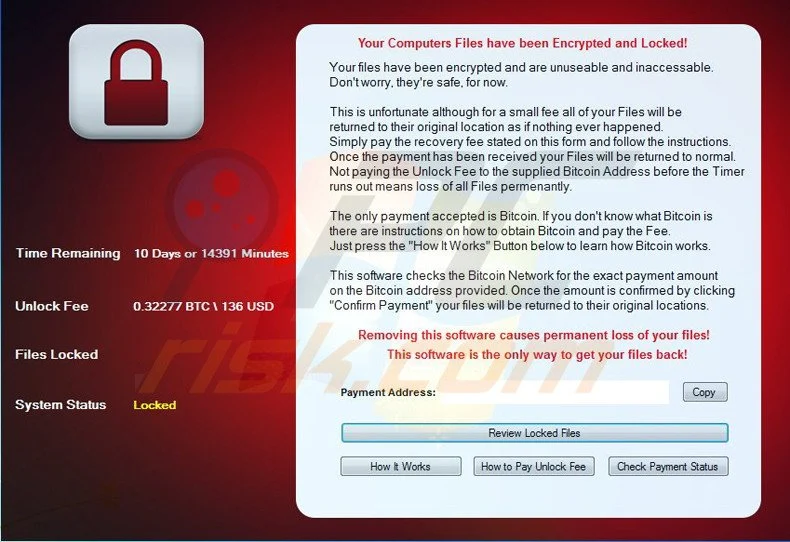 Your Computers Files have been Encrypted and Locked!
Your files have been encrypted and are unuseable and inaccessable.
Don't worry, they're safe, for now.
This is unfortunate although for a small fee all of your Files will be
returned to their original location as if nothing ever happened.
Simply pay the recovery fee stated on this form and follow the instructions.
Once the payment has been received your Files will be returned to normal.
Not paying the Unlock Fee to the supplied Bitcoin Address before the Timer
runs out means loss of all Files permenantly.
The only payment accepted is Bitcoin. If you don't know what Bitcoin is
there are instructions on how to obtain Bitcoin and pay the Fee.
Just press the "How It Works" Button below to learn how Bitcoin works.
This software checks the Bitcoin Network for the exact payment amount
on the Bitcoin address provided. Once the amount is confirmed by clicking
"Confirm Payment" your files will be returned to their original locations.
Removing this software causes permanent loss of your files!
This software is the only way to get your files back!
Time Remaining 10 Days or 14391 Minutes
Unlock Fee 0.32277 BTC \ 136 USD
Files Locked
System Status Locked
Payment Address:
Copy
Review Locked Files
How It Works
How to Pay Unlock Fee
Check Payment Status
PC
risk.com